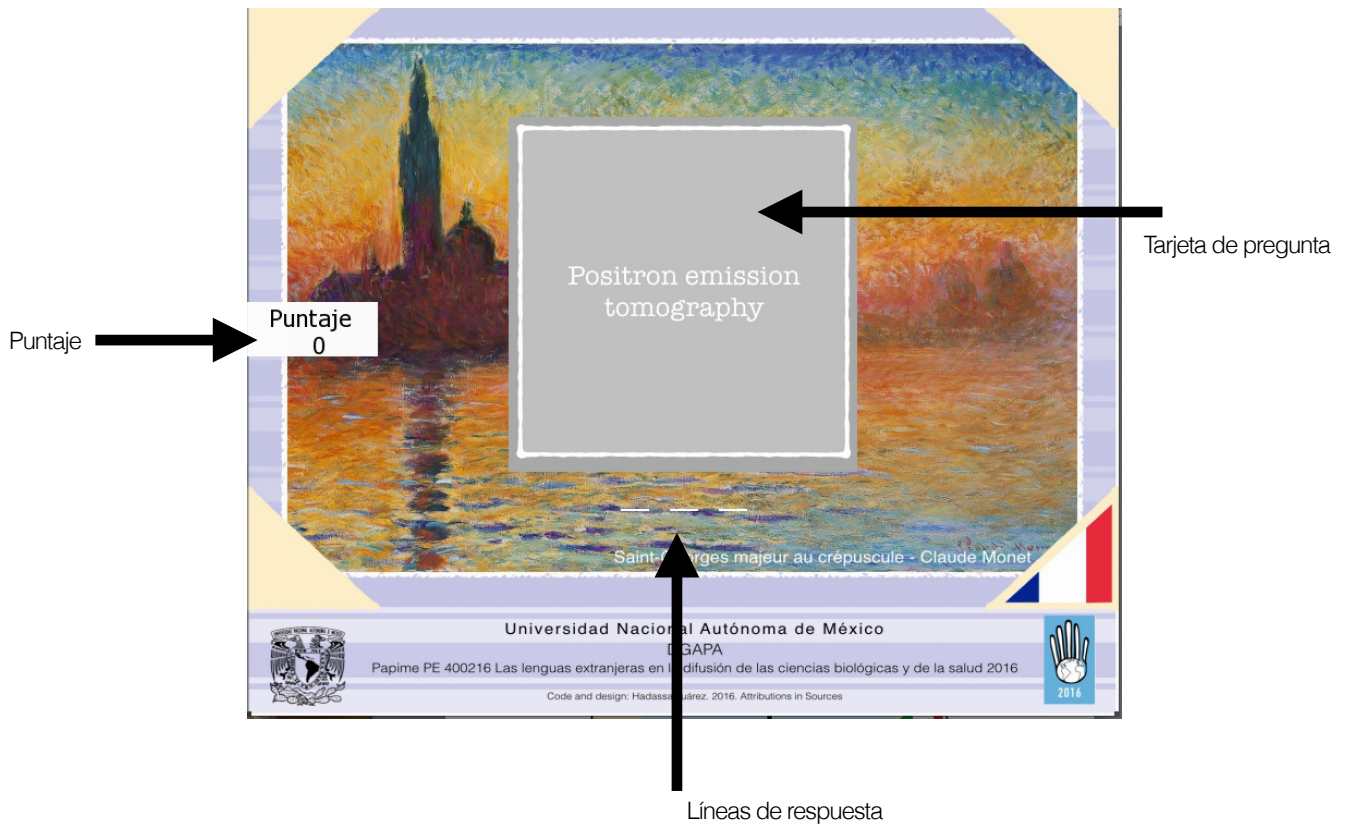 Tarjeta de pregunta
Positron emission
tomography
Puntaje
Puntaje
0
Saint-Georges majeur au crépuscule - Claude Monet
Universidad Nacional Autónoma de México
DGAPA
Papime PE 400216 Las lenguas extranjeras en la difusión de las ciencias biológicas y de la salud 2016
Code and design: Hadassa Juárez. 2016. Attributions in Sources
2016
Líneas de respuesta